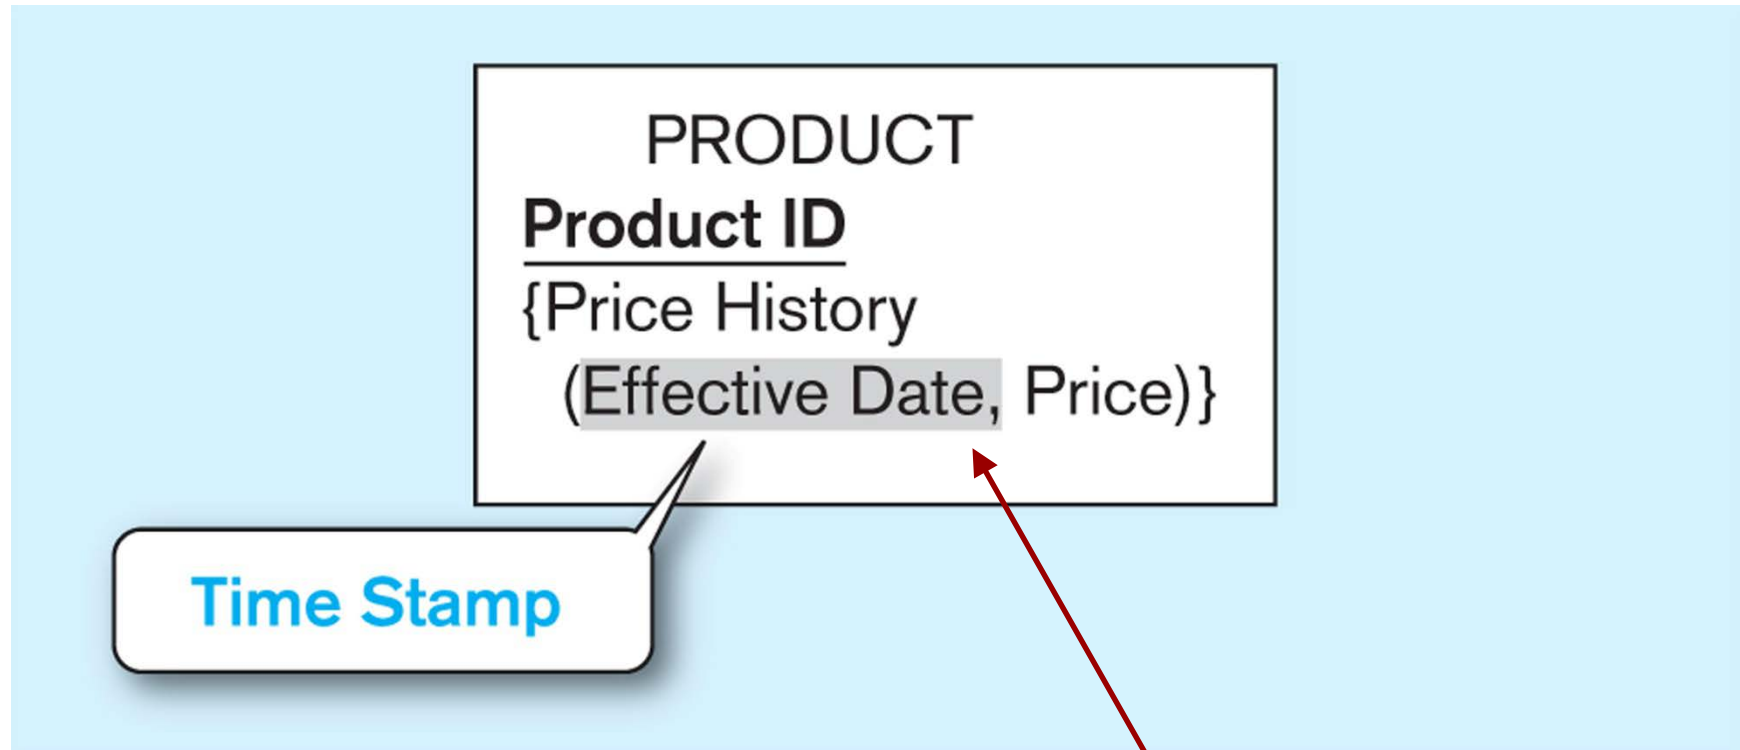 PRODUCT
Product ID
{Price History
(Effective Date, Price)}
Time Stamp